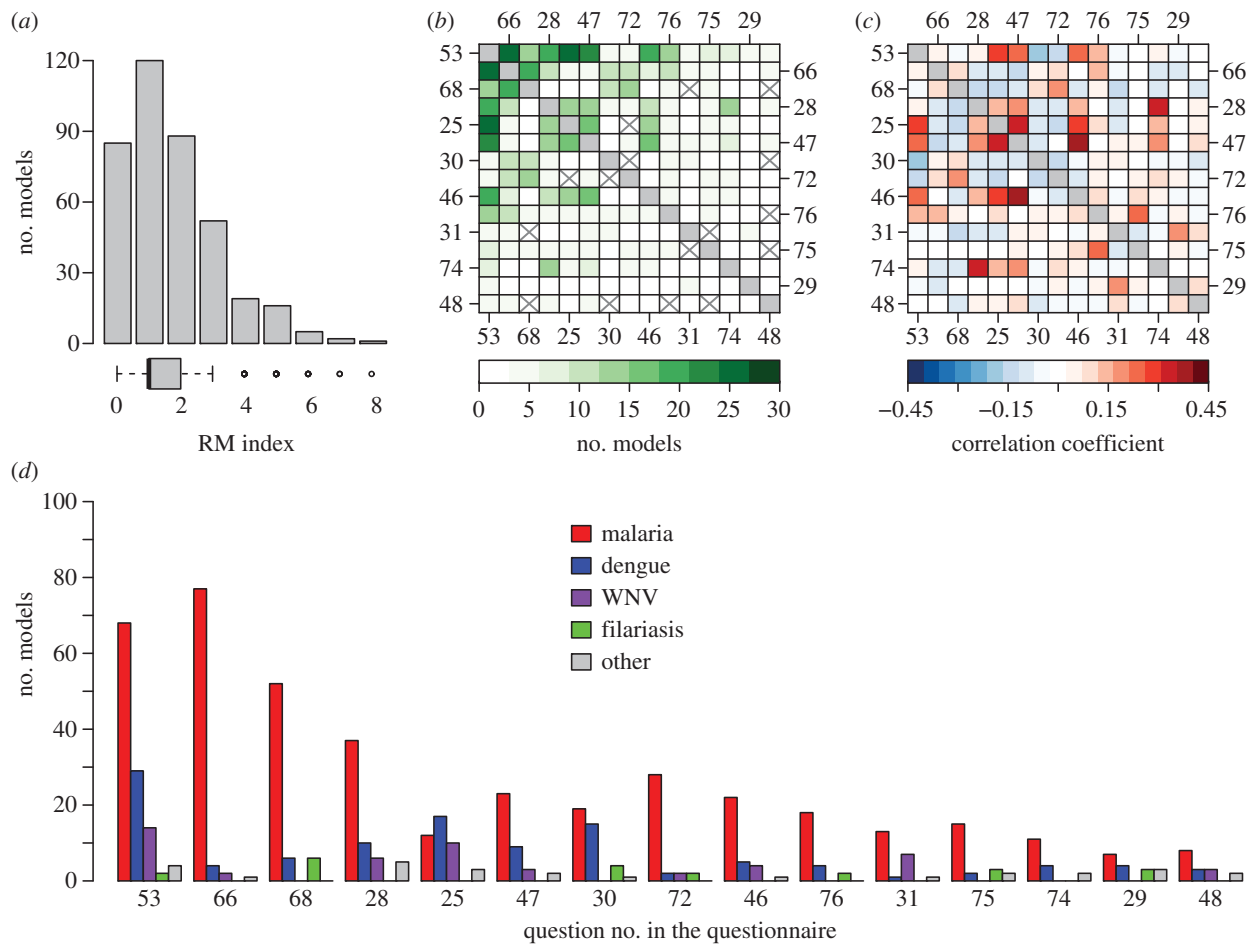 (a)
120
90
60
30
0
no. models
0 2 4 6 8
RM index
(b)
66 28 47 72 76 75 29
53
68
25
30
46
31
74
48
66
28
47
72
76
75
29
53 68 25 30 46 31 74 48
0 5 10 15 20 25 30
no. models
(c)
66 28 47 72 76 75 29
53
68
25
30
46
31
74
48
66
28
47
72
76
75
29
53 68 25 30 46 31 74 48
−0.45 −0.15 0.15 0.45
correlation coefficient
(d)
100
80
60
40
20
0
no. models
malaria
dengue
WNV
filariasis
other
53 66 68 28 25 47 30 72 46 76 31 75 74 29 48
question no. in the questionnaire